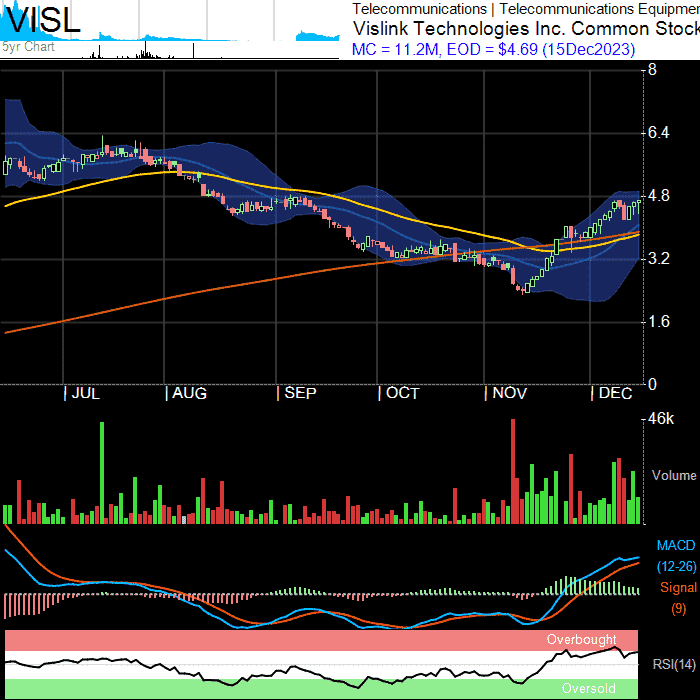 VISL
5yr Chart
Telecommunications | Telecommunications Equipmen
Vislink Technologies Inc. Common Stock
MC = 11.2M, EOD = $4.69 (15Dec2023)
8
6.4
4.8
3.2
1.6
0
| JUL | AUG | SEP | OCT | NOV | DEC
46k
Volume
MACD
(12-26)
Signal
(9)
Overbought
RSI(14)
Oversold